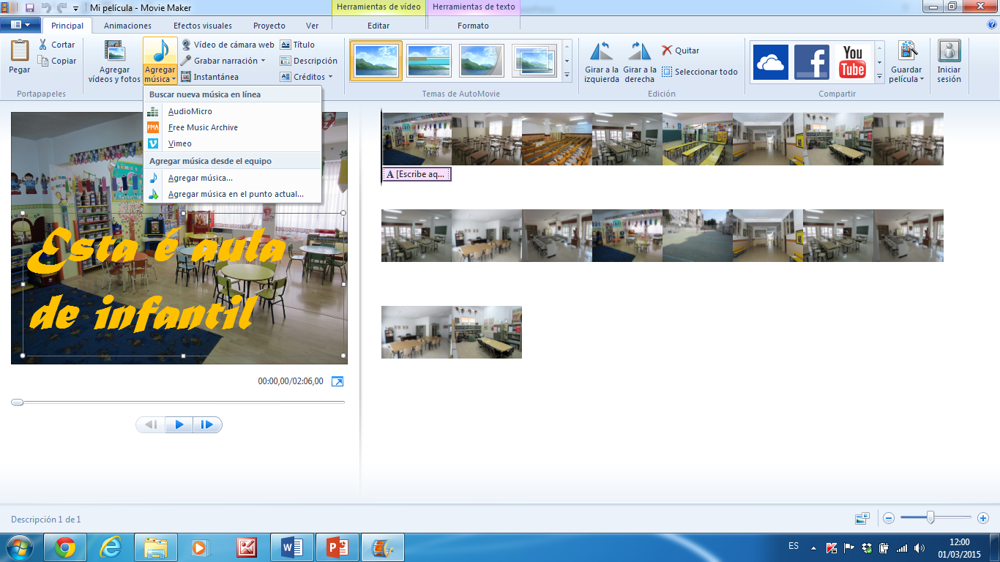 Mi película - Movie Maker
Herramientas de vídeo
Herramientas de texto
Principal
Animaciones
Efectos visuales
Proyecto
Ver
Editar
Formato
Pegar
Cortar
Copiar
Portapapeles
Agregar
vídeos y fotos
Agregar
música
Vídeo de cámara web
Grabar narración
Instantánea
Título
Descripción
Créditos
Temas de AutoMovie
Girar a la
izquierda
Girar a la
derecha
Quitar
Seleccionar todo
Edición
You
Tube
Compartir
Guardar
película
Iniciar
sesión
Buscar nueva música en línea
AudioMicro
FMA Free Music Archive
Vimeo
Agregar música desde el equipo
Agregar música...
Agregar música en el punto actual...
Esta é aula
de infantil
00:00,00/02:06,00
A [Escribe aq...
Descripción 1 de 1
ES
12:00
01/03/2015